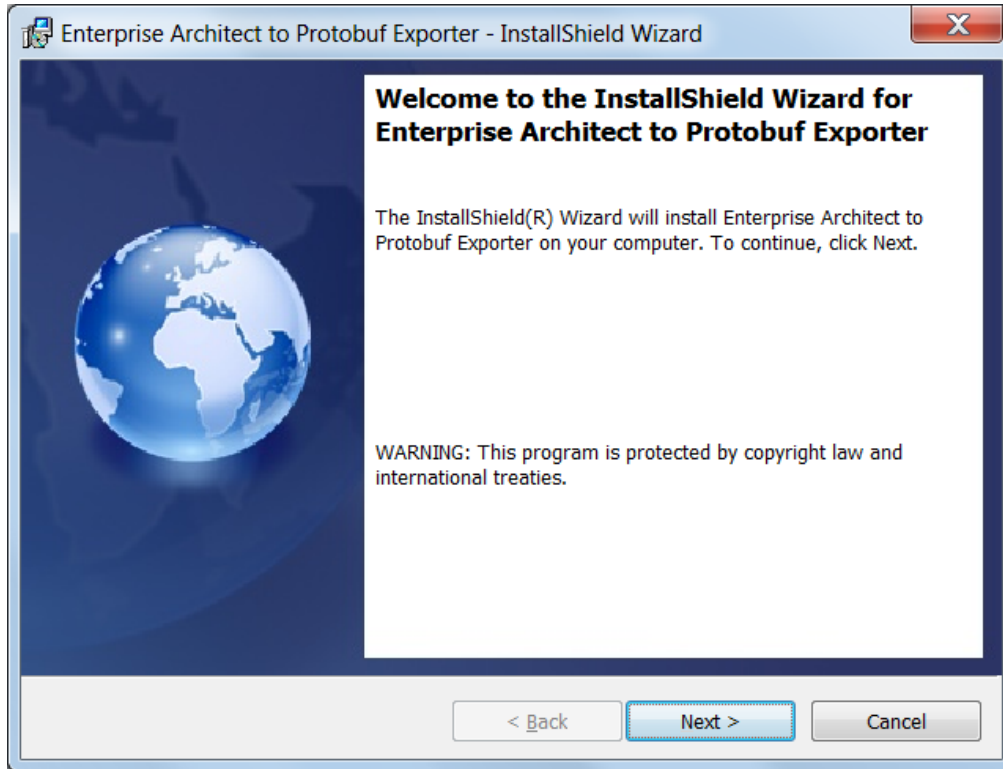 Enterprise Architect to Protobuf Exporter - InstallShield Wizard
X
Welcome to the InstallShield Wizard for
Enterprise Architect to Protobuf Exporter
The InstallShield(R) Wizard will install Enterprise Architect to
Protobuf Exporter on your computer. To continue, click Next.
WARNING: This program is protected by copyright law and
international treaties.
< Back
Next >
Cancel